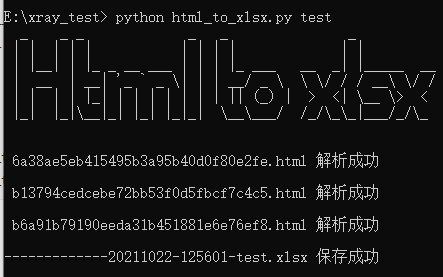 E:\xray_test> python html_to_xlsx.py test
Html to xlsx
6a38ae5eb415495b3a95b40d0f80e2fe.html 解析成功
b13794cedcebe72bb53f0d5fbcf7c4c5.html 解析成功
b6a91b79190eeda31b451881e6e76ef8.html 解析成功
-------------20211022-125601-test.xlsx 保存成功